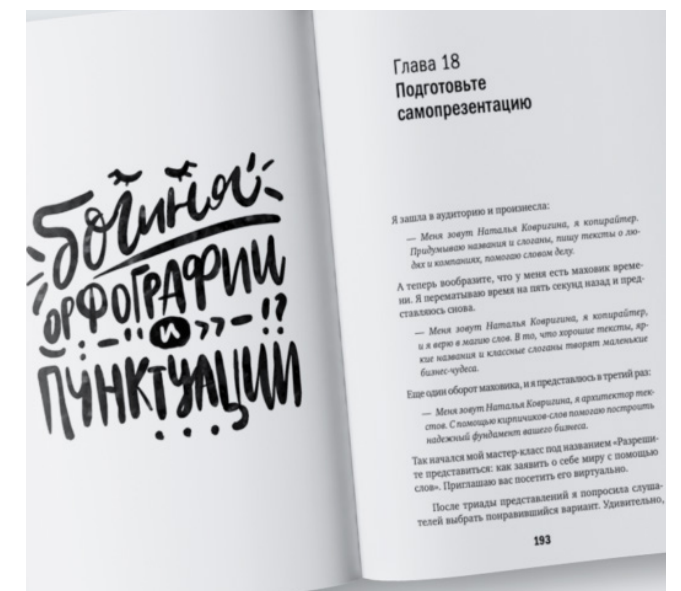 богиня
орфографии
: - " и » - !?
пунктуации
...
Глава 18
Подготовьте
самопрезентацию
Я зашла в аудиторию и произнесла:
— Меня зовут Наталья Ковригина, я копирайтер.
Придумываю названия и слоганы, пишу тексты о лю-
дях и компаниях, помогаю словом делу.
А теперь вообразите, что у меня есть маховик време-
ни. Я перематываю время на пять секунд назад и пред-
ставляюсь снова.
— Меня зовут Наталья Ковригина, я копирайтер,
и я верю в магию слов. В то, что хорошие тексты, яр-
кие названия и классные слоганы творят маленькие
бизнес-чудеса.
Еще один оборот маховика, и я представлюсь в третий раз:
— Меня зовут Наталья Ковригина, я архитектор тек-
стов. С помощью кирпичиков-слов помогаю построить
надежный фундамент вашего бизнеса.
Так начался мой мастер-класс под названием «Разреши-
те представиться: как заявить о себе миру с помощью
слов». Приглашаю вас посетить его виртуально.
После триады представлений я попросила слуша-
телей выбрать понравившийся вариант. Удивительно,
193